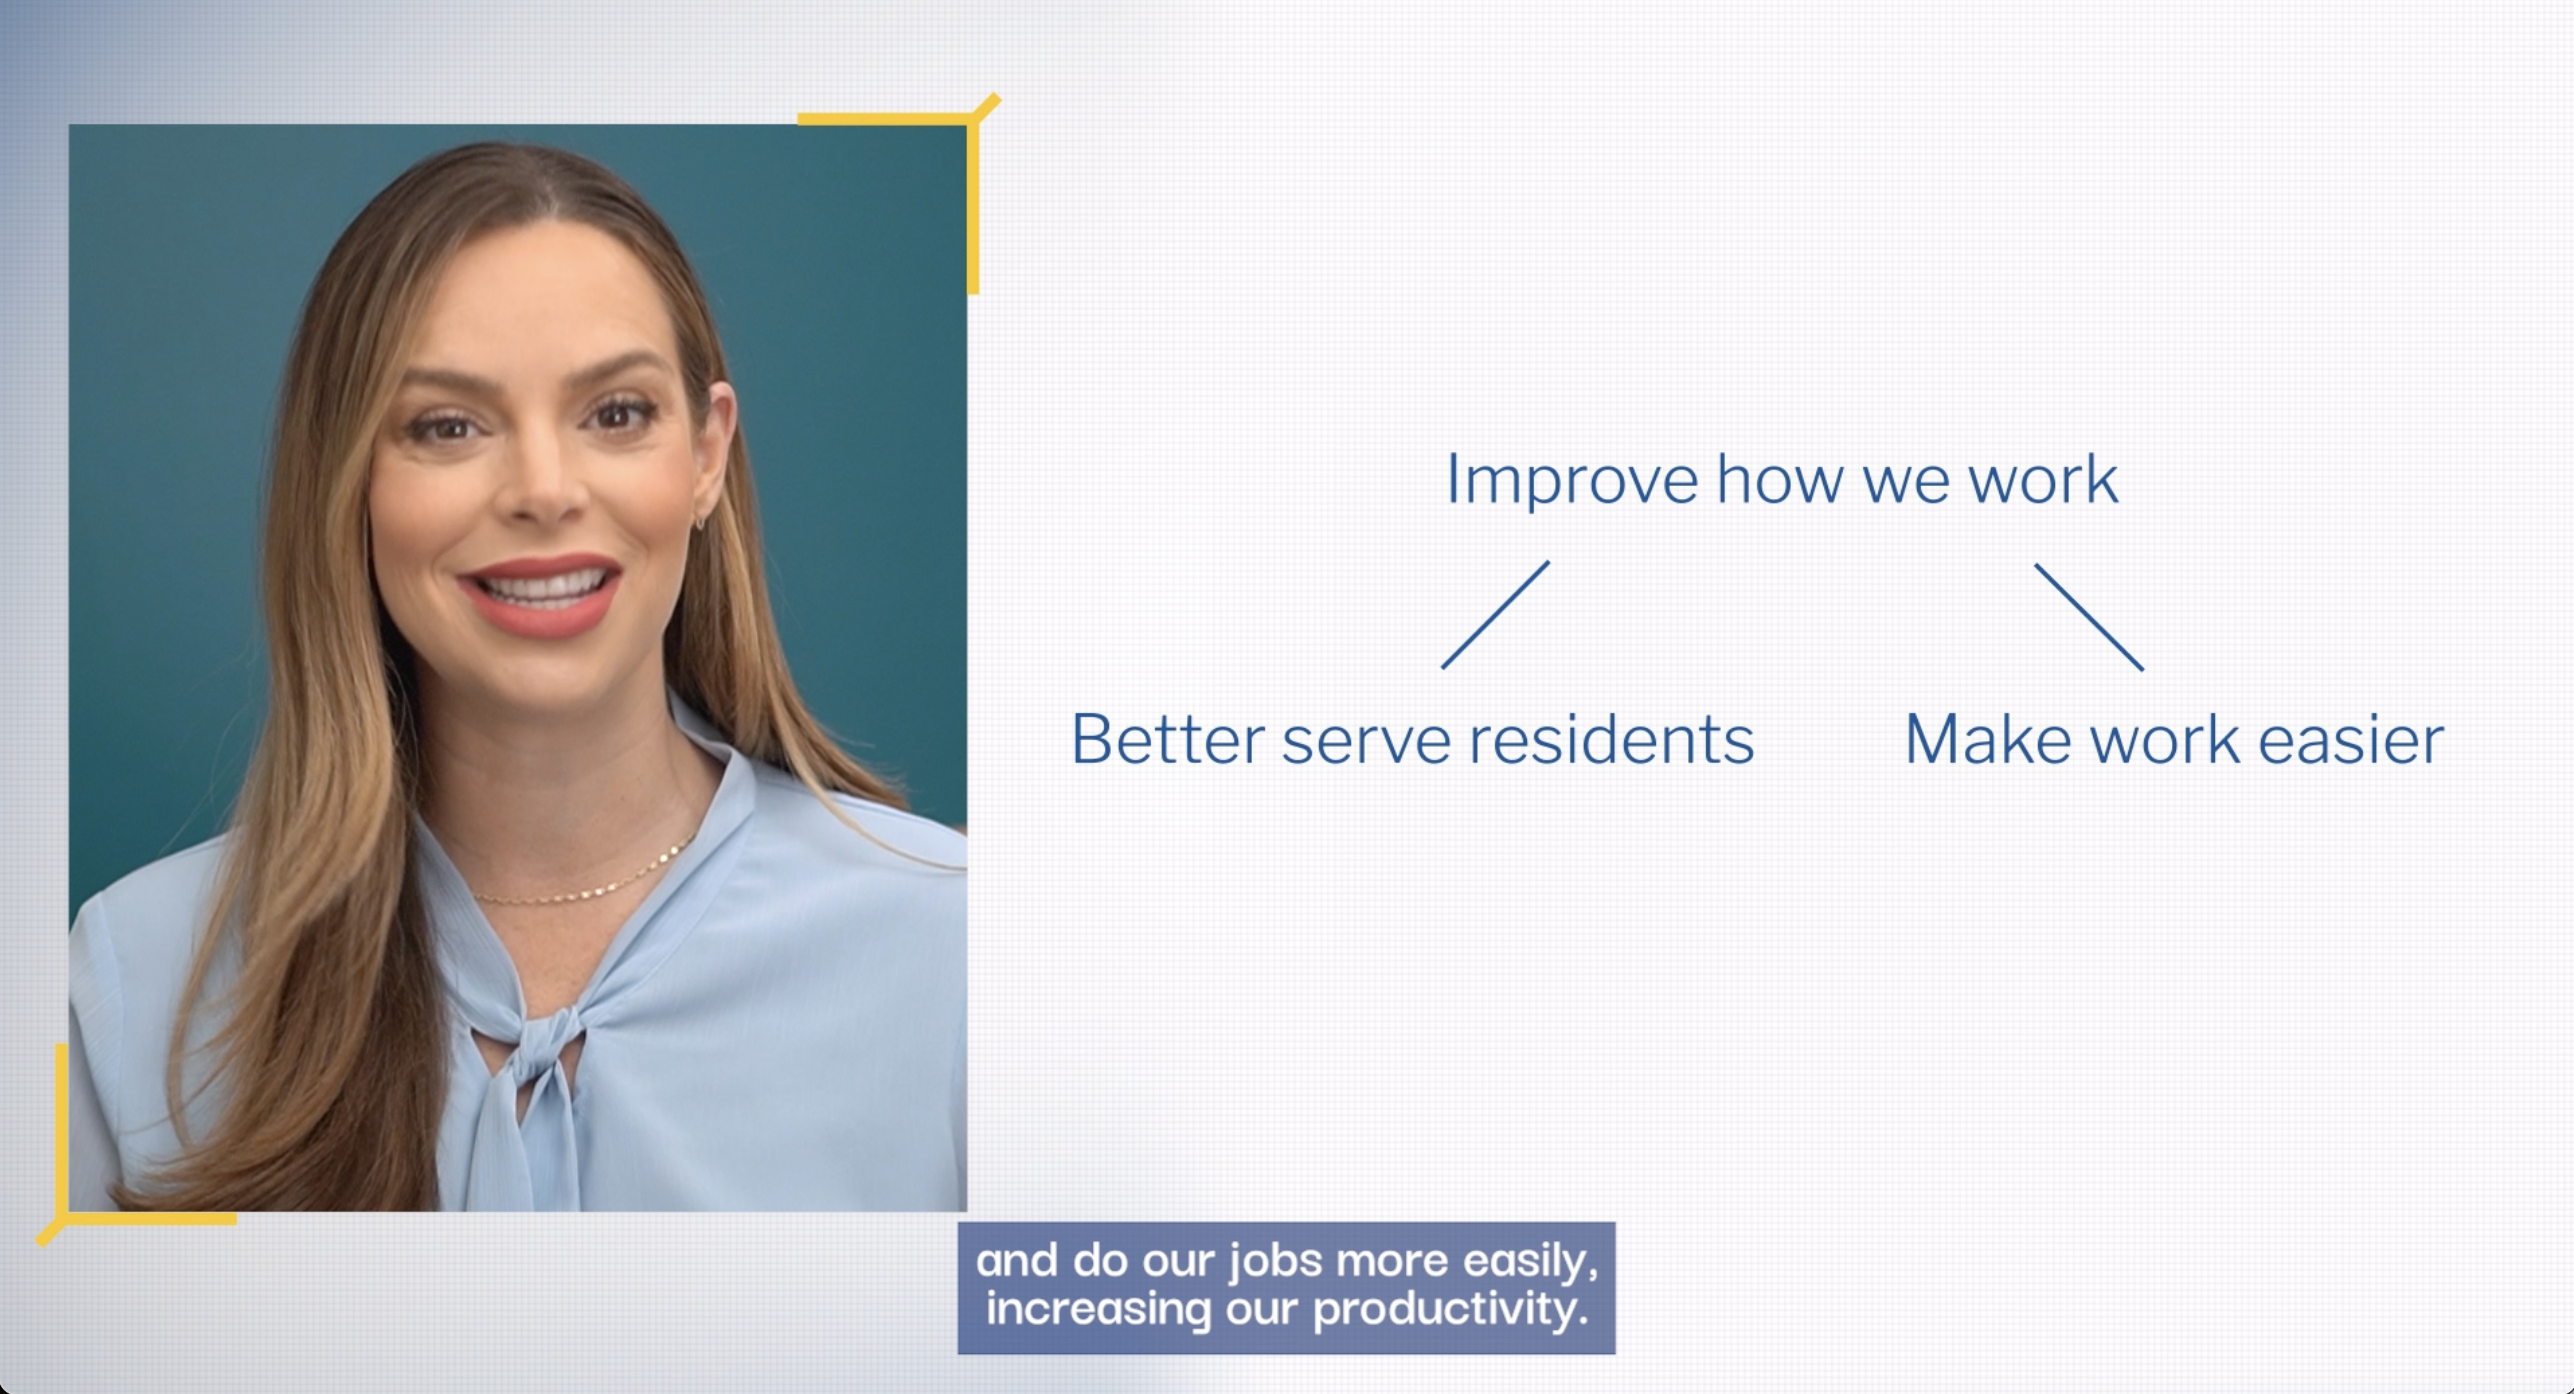 Improve how we work
Better serve residents
Make work easier
and do our jobs more easily,
increasing our productivity.